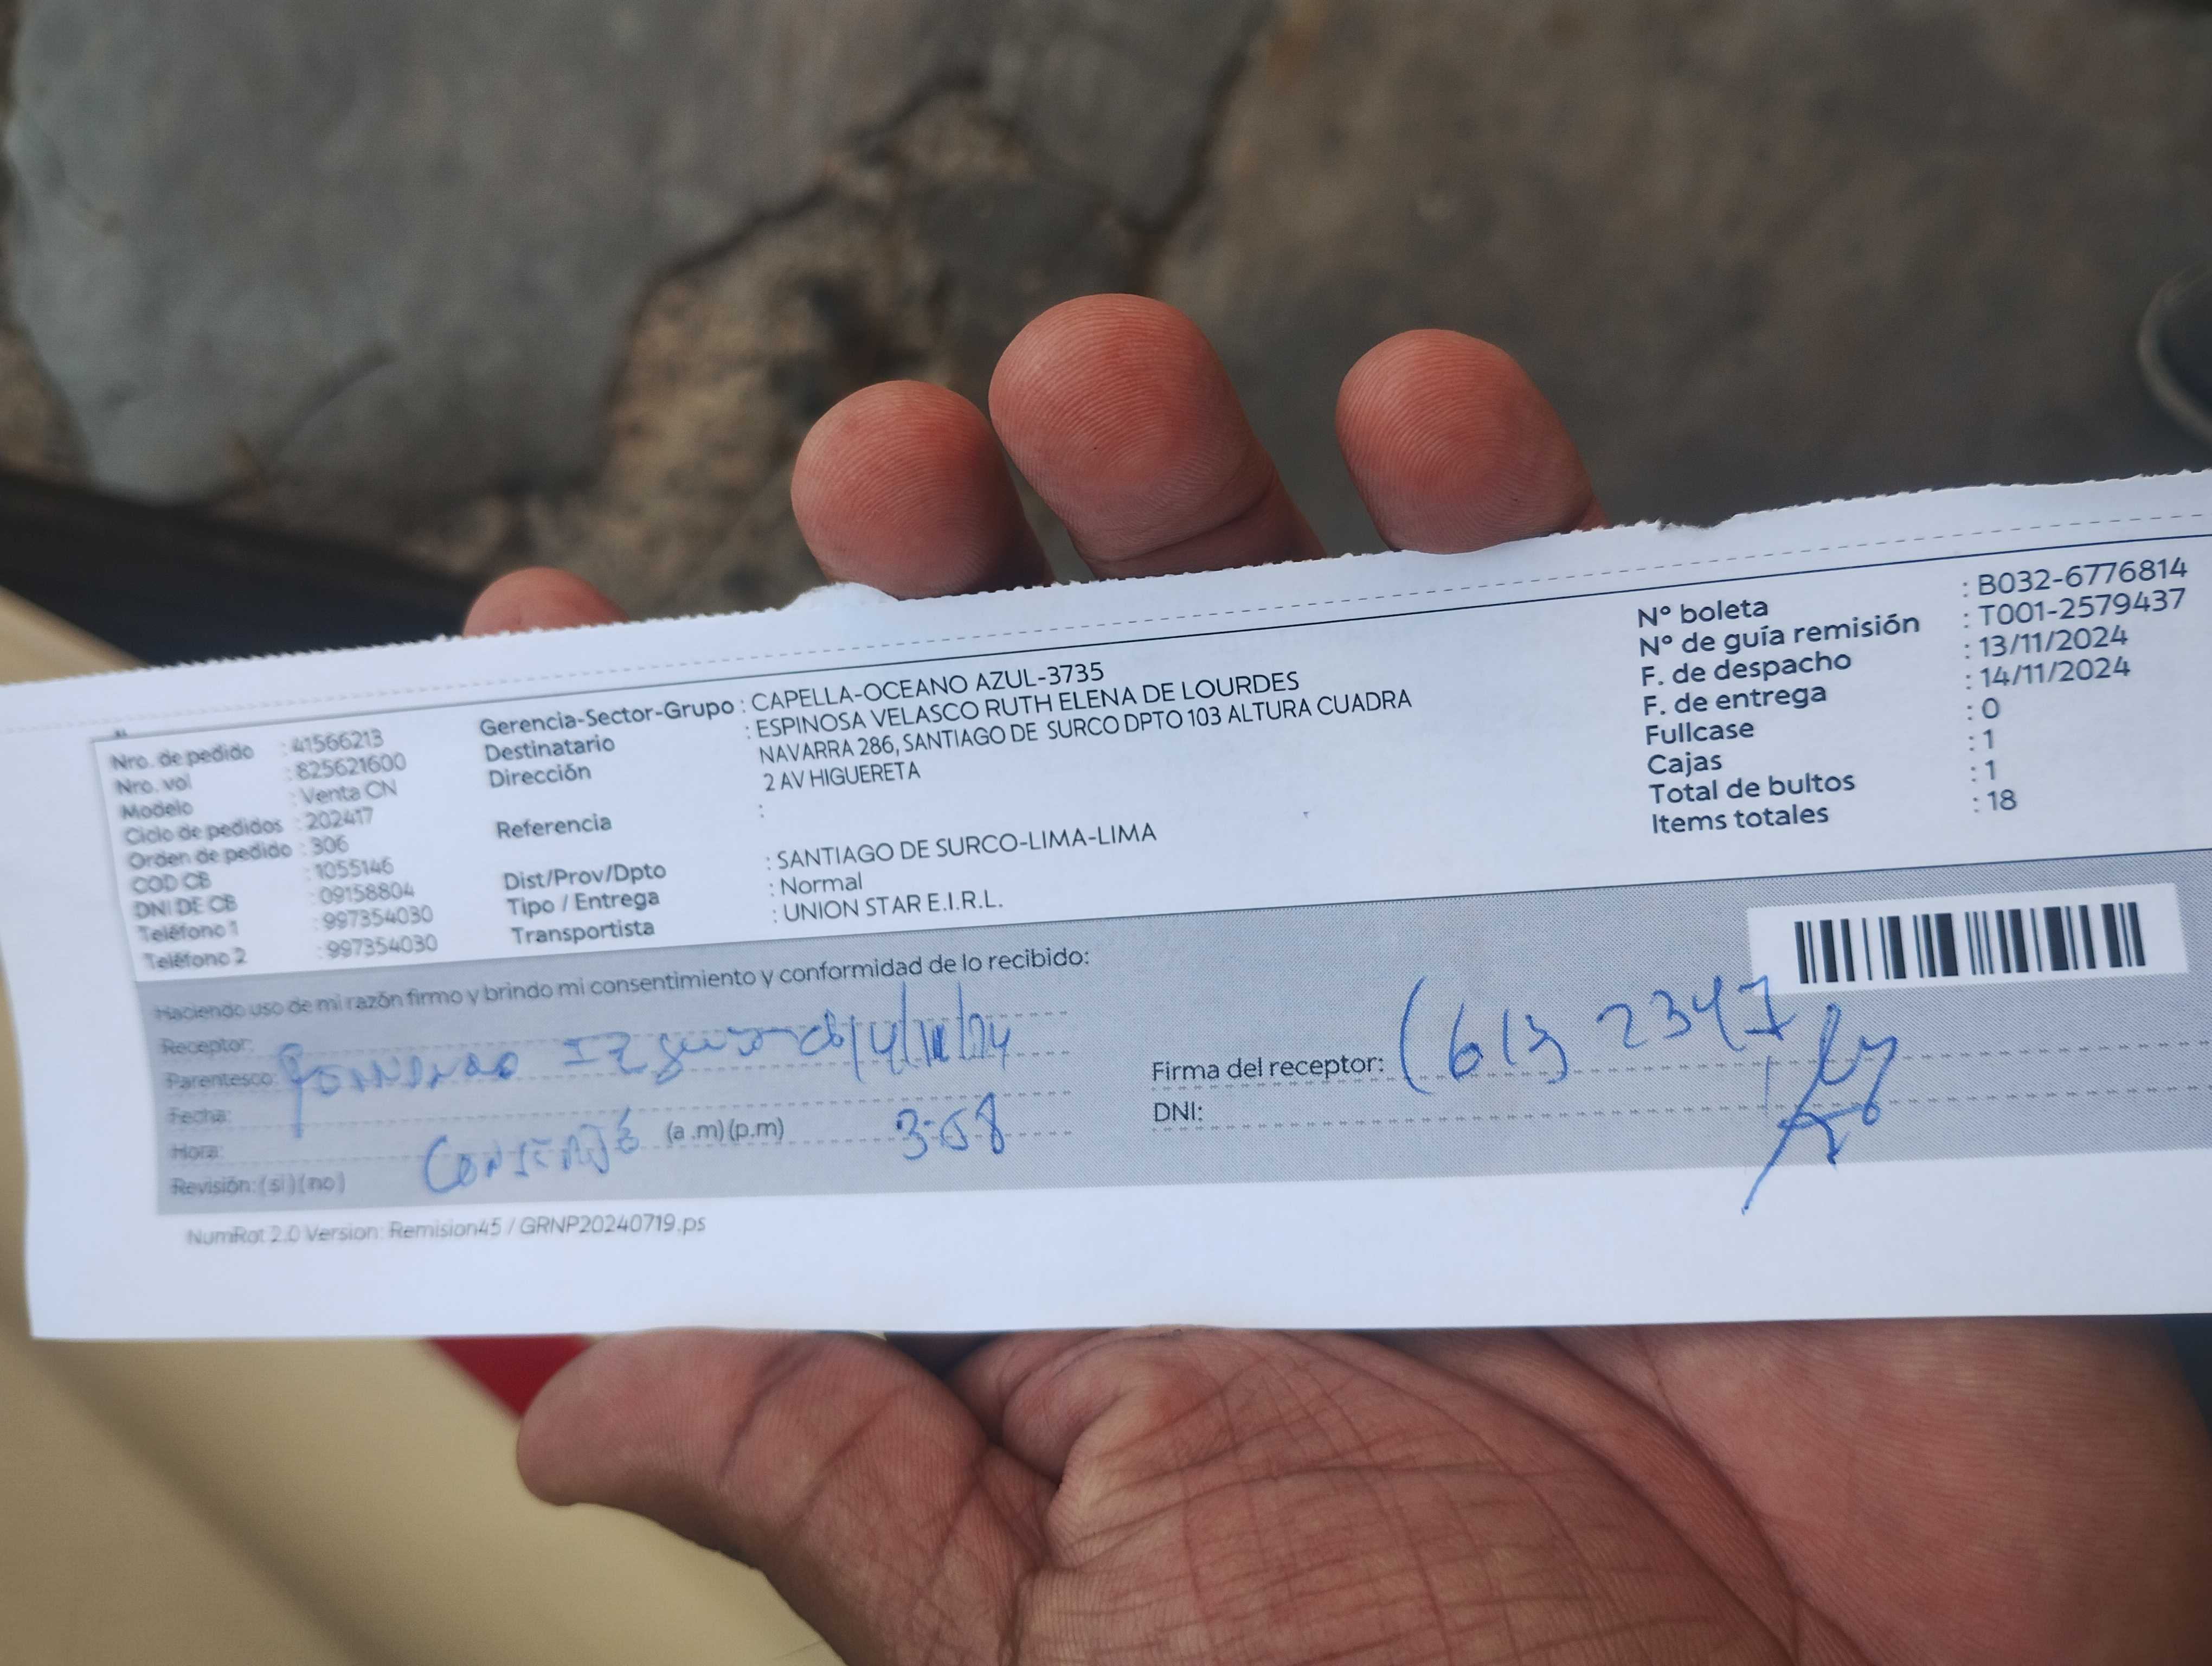 Nro. de pedido : 41566213
Nro. vol : 825621600
Modelo : Venta CN
Ciclo de pedidos : 202417
Orden de pedido : 306
COD CB : 1055146
DNI DE CB : 09158804
Teléfono 1 : 997354030
Teléfono 2 : 997354030
Gerencia-Sector-Grupo : CAPELLA-OCEANO AZUL-3735
Destinatario : ESPINOSA VELASCO RUTH ELENA DE LOURDES
Dirección NAVARRA 286, SANTIAGO DE SURCO DPTO 103 ALTURA CUADRA
2 AV HIGUERETA
Referencia :
Dist/Prov/Dpto : SANTIAGO DE SURCO-LIMA-LIMA
Tipo / Entrega : Normal
Transportista : UNION STAR E.I.R.L.
N° boleta : B032-6776814
N° de guía remisión : T001-2579437
F. de despacho : 13/11/2024
F. de entrega : 14/11/2024
Fullcase : 0
Cajas : 1
Total de bultos : 1
Items totales : 18
Haciendo uso de mi razón firmo y brindo mi consentimiento y conformidad de lo recibido:
Receptor:
Parentesco:
Fecha:
Hora: (a .m) (p.m) 3:58
Revisión: (si) (no)
Firma del receptor:
DNI:
NumRot 2.0 Version: Remision45 / GRNP20240719.ps